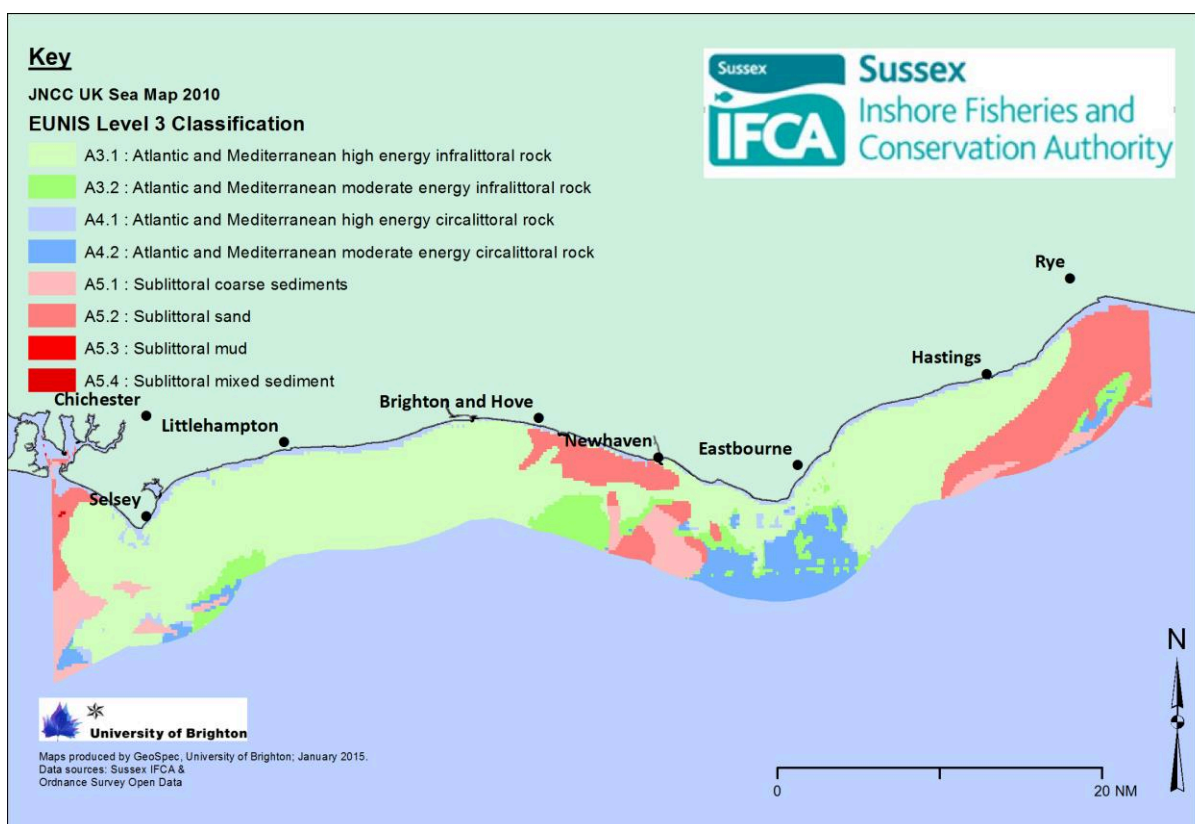 Key
JNCC UK Sea Map 2010
EUNIS Level 3 Classification
A3.1 : Atlantic and Mediterranean high energy infralittoral rock
A3.2 : Atlantic and Mediterranean moderate energy infralittoral rock
A4.1 : Atlantic and Mediterranean high energy circalittoral rock
A4.2 : Atlantic and Mediterranean moderate energy circalittoral rock
A5.1 : Sublittoral coarse sediments
A5.2 : Sublittoral sand
A5.3 : Sublittoral mud
A5.4 : Sublittoral mixed sediment
Sussex
IFCA
Sussex
Inshore Fisheries and
Conservation Authority
Rye
Hastings
Chichester
Littlehampton
Brighton and Hove
Newhaven
Eastbourne
Selsey
N
University of Brighton
Maps produced by GeoSpec, University of Brighton; January 2015.
Data sources: Sussex IFCA &
Ordnance Survey Open Data
0
20 NM